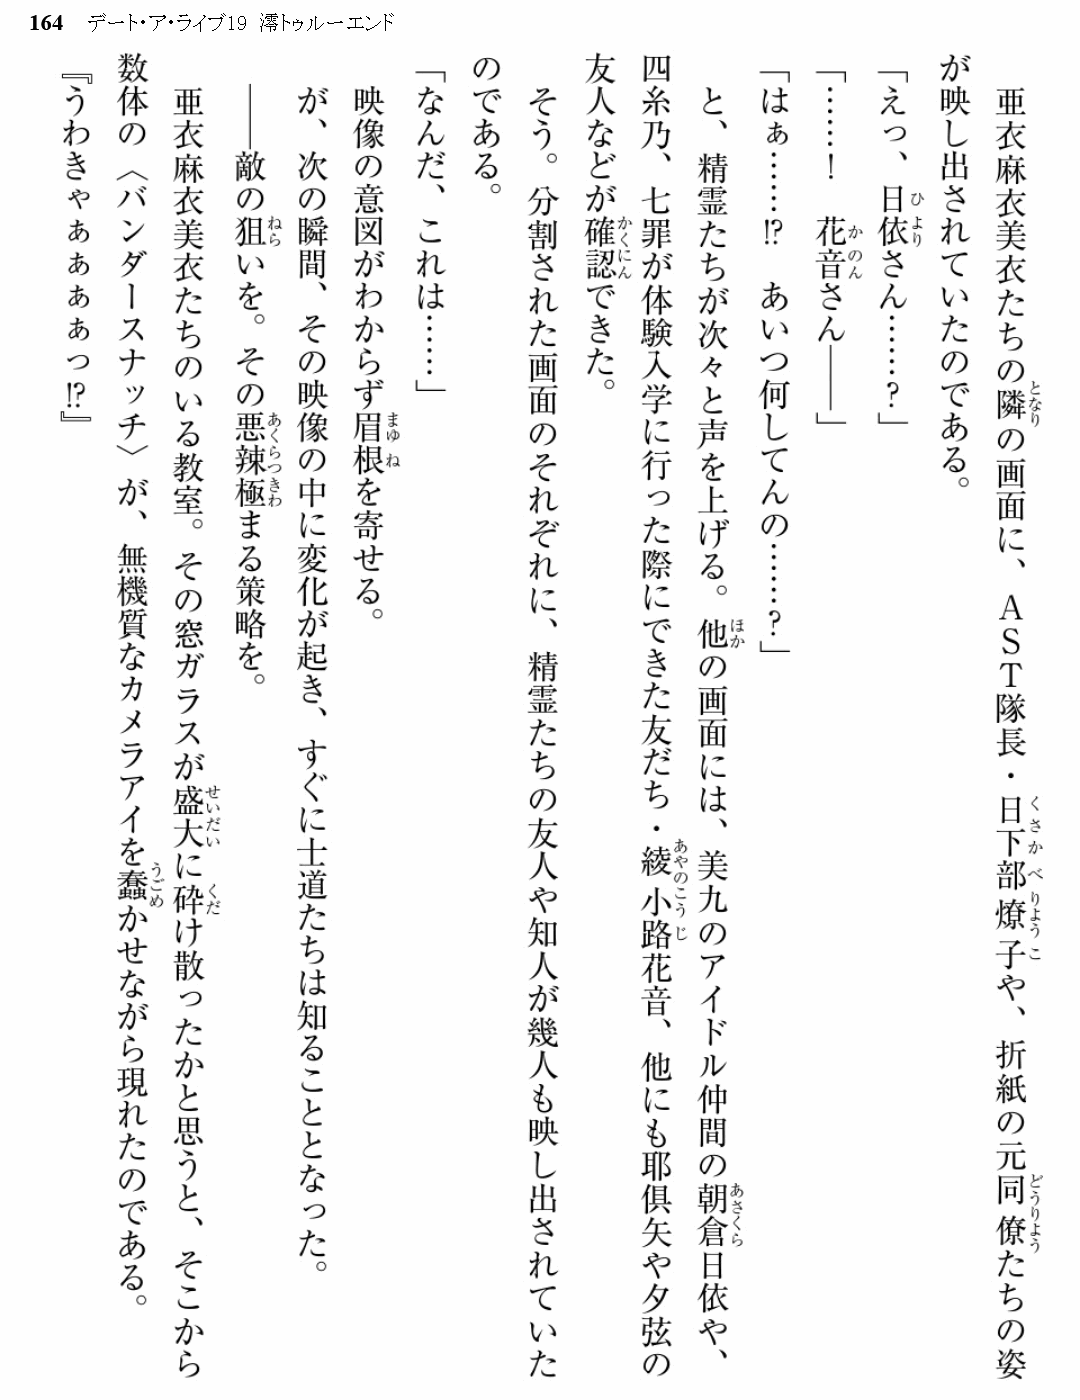 164 デート・ア・ライブ19 澪トゥルーエンド
亜衣麻衣美衣たちの隣の画面に、ＡＳＴ隊長・日下部燎子や、折紙の元同僚たちの姿
が映し出されていたのである。
「えっ、日依さん……？」
「……！　花音さん――」
「はぁ……⁉　あいつ何してんの……？」
と、精霊たちが次々と声を上げる。他の画面には、美九のアイドル仲間の朝倉日依や、
四糸乃、七罪が体験入学に行った際にできた友だち・綾小路花音、他にも耶倶矢や夕弦の
友人などが確認できた。
そう。分割された画面のそれぞれに、精霊たちの友人や知人が幾人も映し出されていた
のである。
「なんだ、これは……」
映像の意図がわからず眉根を寄せる。
が、次の瞬間、その映像の中に変化が起き、すぐに士道たちは知ることとなった。
――敵の狙いを。その悪辣極まる策略を。
亜衣麻衣美衣たちのいる教室。その窓ガラスが盛大に砕け散ったかと思うと、そこから
数体の〈バンダースナッチ〉が、無機質なカメラアイを蠢かせながら現れたのである。
『うわきゃぁぁぁぁっ⁉』